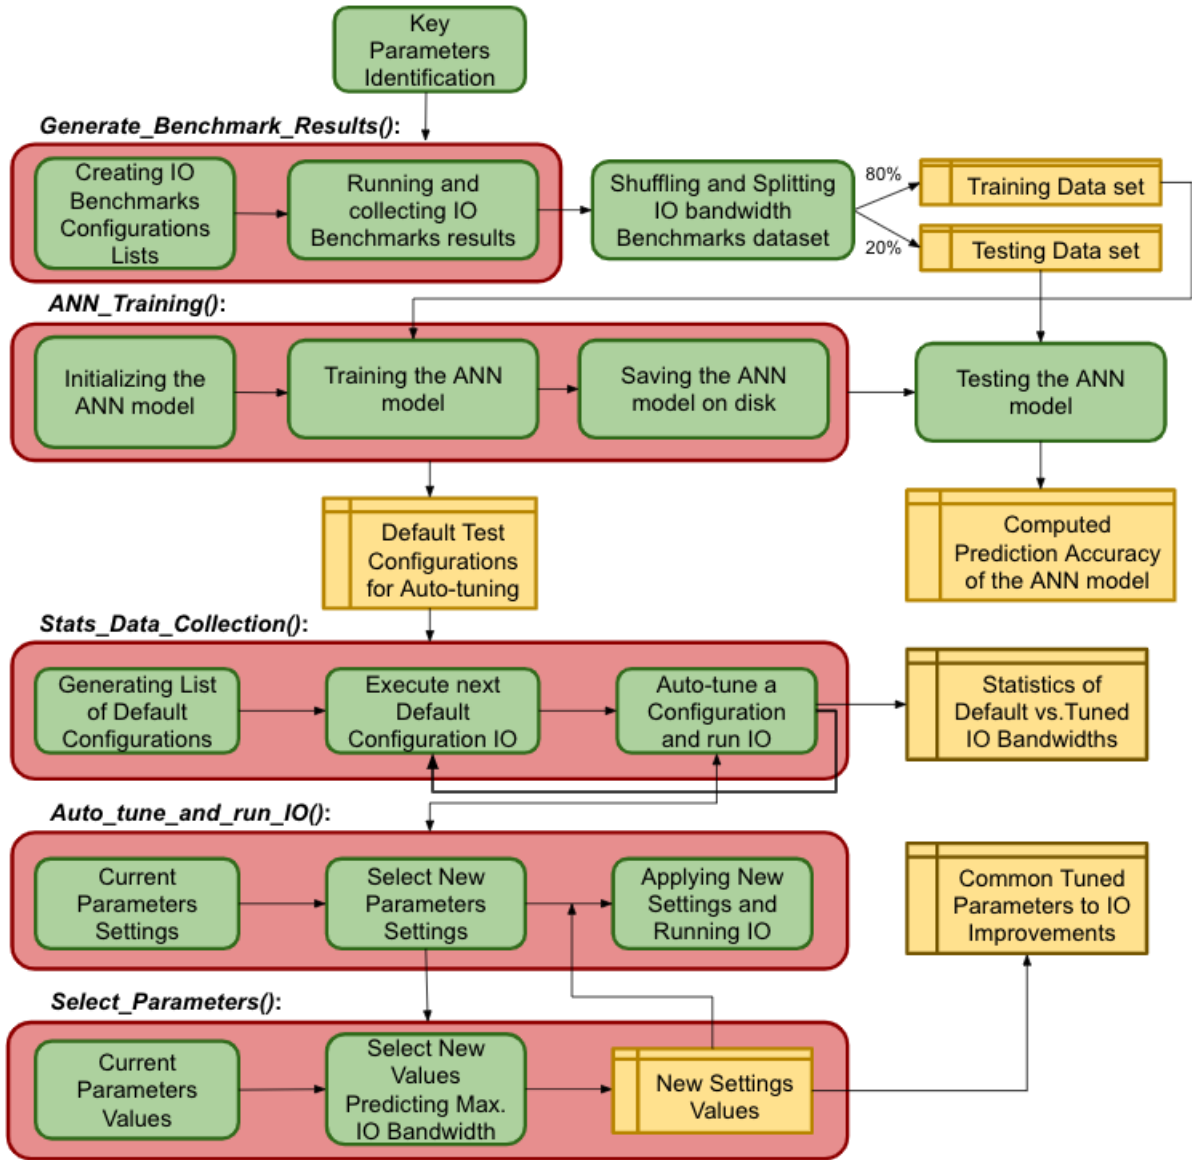 Key
Parameters
Identification
Generate_Benchmark_Results():
Creating IO
Benchmarks
Configurations
Lists
Running and
collecting IO
Benchmarks results
Shuffling and Splitting
IO bandwidth
Benchmarks dataset
80%
20%
Training Data set
Testing Data set
ANN_Training():
Initializing the
ANN model
Training the ANN
model
Saving the ANN
model on disk
Testing the ANN
model
Default Test
Configurations
for Auto-tuning
Computed
Prediction Accuracy
of the ANN model
Stats_Data_Collection():
Generating List
of Default
Configurations
Execute next
Default
Configuration IO
Auto-tune a
Configuration
and run IO
Statistics of
Default vs.Tuned
IO Bandwidths
Auto_tune_and_run_IO():
Current
Parameters
Settings
Select New
Parameters
Settings
Applying New
Settings and
Running IO
Common Tuned
Parameters to IO
Improvements
Select_Parameters():
Current
Parameters
Values
Select New
Values
Predicting Max.
IO Bandwidth
New Settings
Values